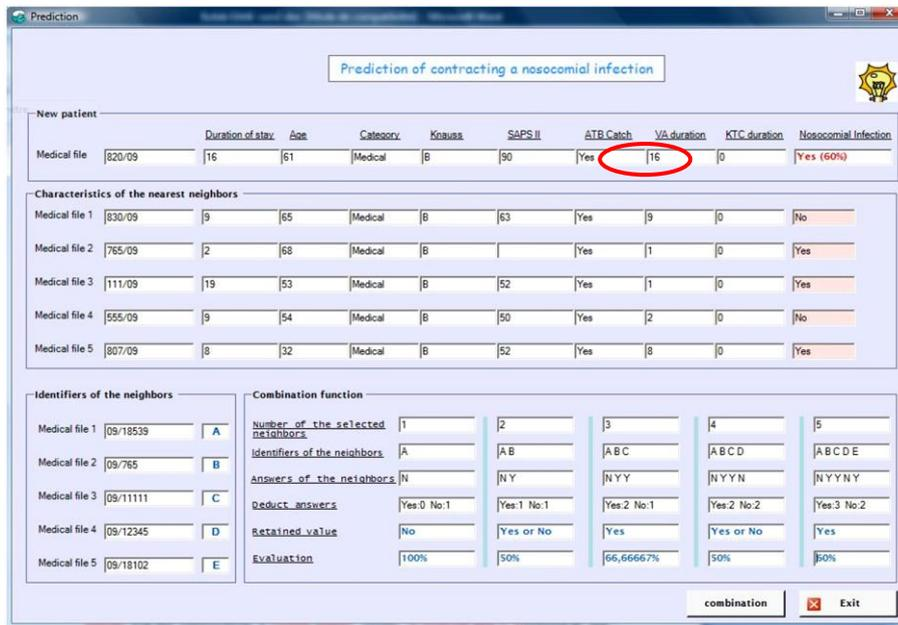 Prediction
Prediction of contracting a nosocomial infection
New patient
Duration of stay Age Category Knauss SAPS II ATB Catch VA duration KTC duration Nosocomial Infection
Medical file 820/09 16 61 Medical B 90 Yes 16 0 Yes (60%)
Characteristics of the nearest neighbors
Medical file 1 830/09 9 65 Medical B 63 Yes 9 0 No
Medical file 2 765/09 2 68 Medical B Yes 1 0 Yes
Medical file 3 111/09 19 53 Medical B 52 Yes 1 0 Yes
Medical file 4 555/09 9 54 Medical B 50 Yes 2 0 No
Medical file 5 807/09 8 32 Medical B 52 Yes 8 0 Yes
Identifiers of the neighbors
Medical file 1 09/18539 A
Medical file 2 09/765 B
Medical file 3 09/11111 C
Medical file 4 09/12345 D
Medical file 5 09/18102 E
Combination function
Number of the selected neighbors 1 2 3 4 5
Identifiers of the neighbors A A B A B C A B C D A B C D E
Answers of the neighbors N N Y N Y Y N Y Y N N Y Y N Y
Deduct answers Yes:0 No:1 Yes:1 No:1 Yes:2 No:1 Yes:2 No:2 Yes:3 No:2
Retained value No Yes or No Yes Yes or No Yes
Evaluation 100% 50% 66,66667% 50% 60%
combination Exit